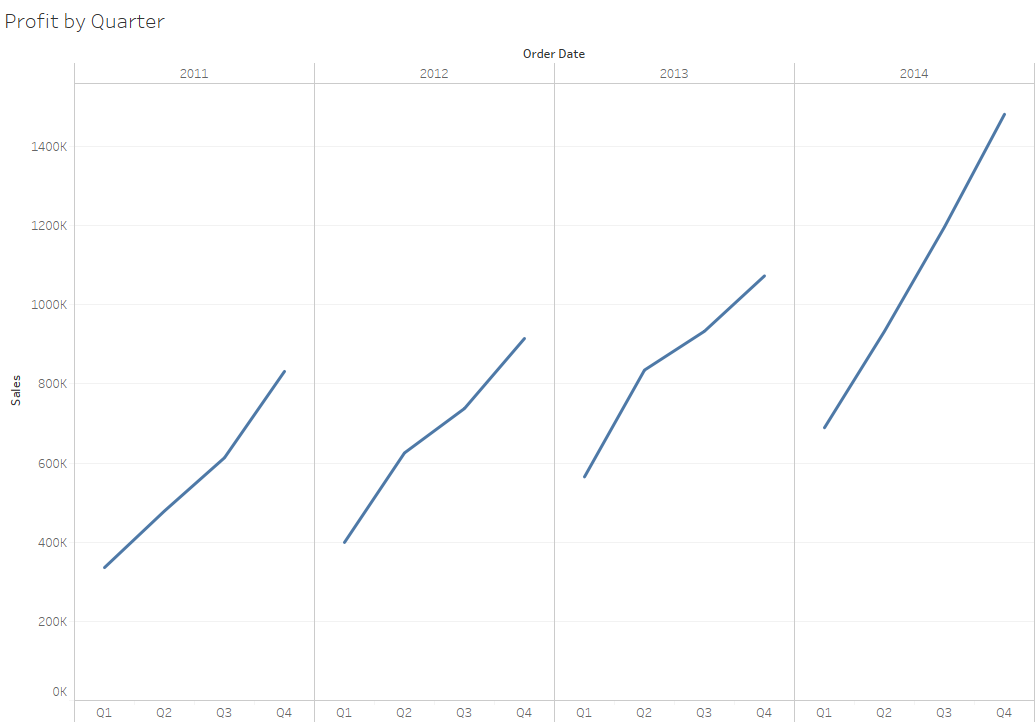 Profit by Quarter
Order Date
2011 2012 2013 2014
1400K
1200K
1000K
800K
Sales
600K
400K
200K
0K
Q1 Q2 Q3 Q4 Q1 Q2 Q3 Q4 Q1 Q2 Q3 Q4 Q1 Q2 Q3 Q4